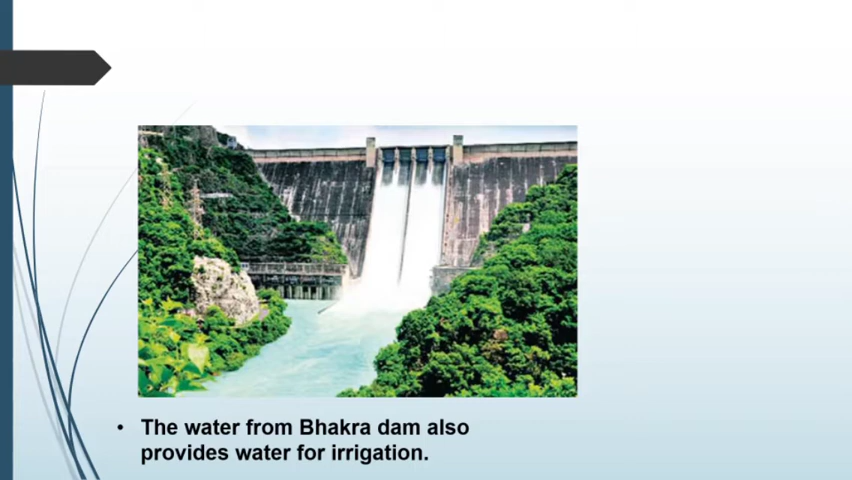 • The water from Bhakra dam also
provides water for irrigation.